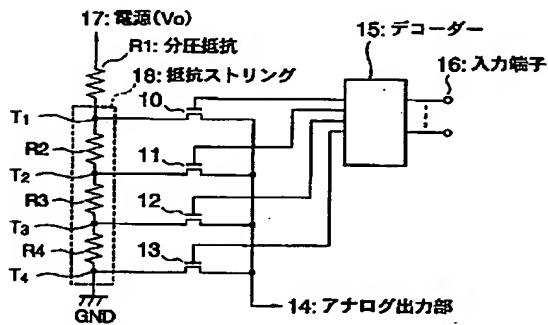 17: 電源(Vo)
R1: 分圧抵抗
18: 抵抗ストリング
15: デコーダー
16: 入力端子
10
T1
R2
11
T2
R3
12
T3
R4
13
T4
GND
14: アナログ出力部